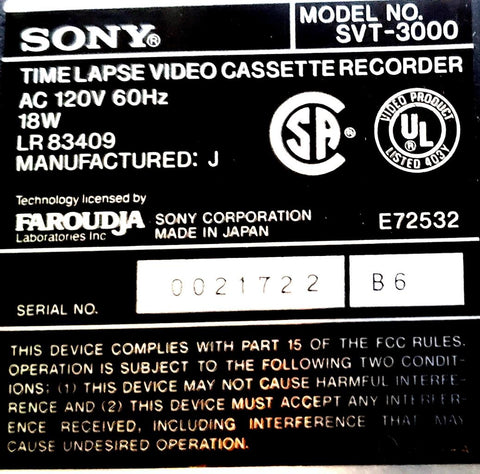 SONY®
MODEL NO.
SVT-3000
TIME LAPSE VIDEO CASSETTE RECORDER
AC 120V 60Hz
18W
LR 83409
MANUFACTURED: J
SA ®
VIDEO PRODUCT
UL ®
LISTED 403Y
Technology licensed by
FAROUDJA
Laboratories Inc
SONY CORPORATION
MADE IN JAPAN
E72532
SERIAL NO. 0021722 B6
THIS DEVICE COMPLIES WITH PART 15 OF THE FCC RULES.
OPERATION IS SUBJECT TO THE FOLLOWING TWO CONDIT-
IONS: (1) THIS DEVICE MAY NOT CAUSE HARMFUL INTERFE-
RENCE AND (2) THIS DEVICE MUST ACCEPT ANY INTERFER-
ENCE RECEIVED, INCLUDING INTERFERENCE THAT MAY
CAUSE UNDESIRED OPERATION.